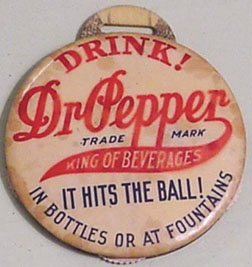 DRINK!
Dr Pepper
TRADE MARK
KING OF BEVERAGES
IT HITS THE BALL!
IN BOTTLES OR AT FOUNTAINS